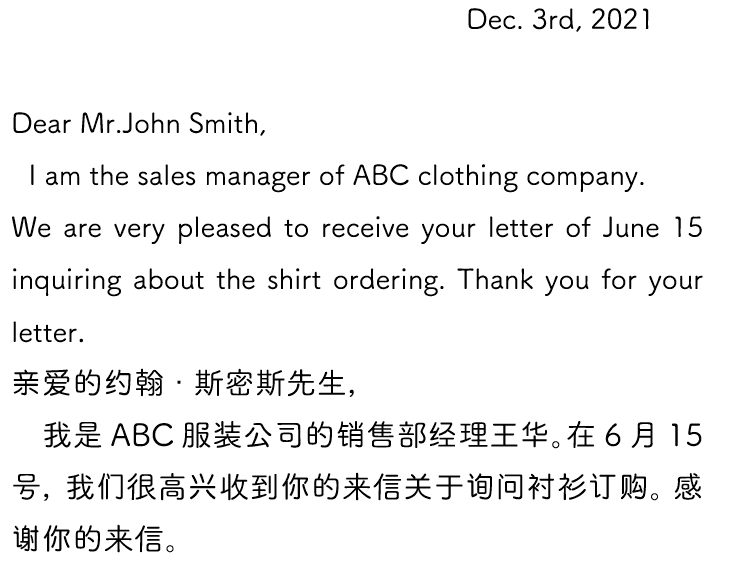 Dec. 3rd, 2021
Dear Mr.John Smith,
I am the sales manager of ABC clothing company.
We are very pleased to receive your letter of June 15
inquiring about the shirt ordering. Thank you for your
letter.
亲爱的约翰·斯密斯先生，
我是 ABC 服装公司的销售部经理王华。在 6 月 15
号，我们很高兴收到你的来信关于询问衬衫订购。感
谢你的来信。